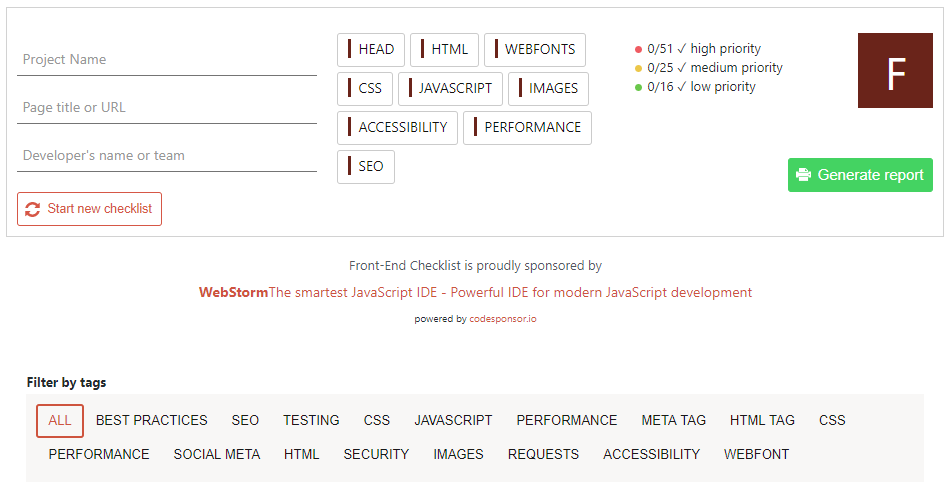 Project Name
Page title or URL
Developer's name or team
Start new checklist
HEAD HTML WEBFONTS
CSS JAVASCRIPT IMAGES
ACCESSIBILITY PERFORMANCE
SEO
0/51 ✓ high priority
0/25 ✓ medium priority
0/16 ✓ low priority
F
Generate report
Front-End Checklist is proudly sponsored by
WebStormThe smartest JavaScript IDE - Powerful IDE for modern JavaScript development
powered by codesponsor.io
Filter by tags
ALL BEST PRACTICES SEO TESTING CSS JAVASCRIPT PERFORMANCE META TAG HTML TAG CSS
PERFORMANCE SOCIAL META HTML SECURITY IMAGES REQUESTS ACCESSIBILITY WEBFONT